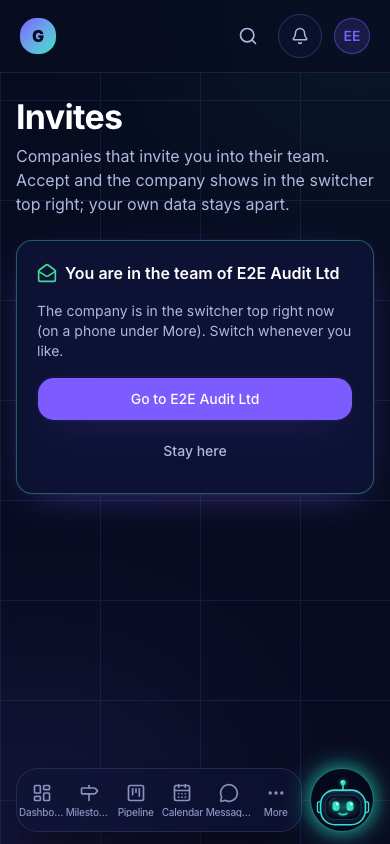 G
EE
Invites
Companies that invite you into their team.
Accept and the company shows in the switcher
top right; your own data stays apart.
You are in the team of E2E Audit Ltd
The company is in the switcher top right now
(on a phone under More). Switch whenever you
like.
Go to E2E Audit Ltd
Stay here
Dashbo... Milesto... Pipeline Calendar Messag... More